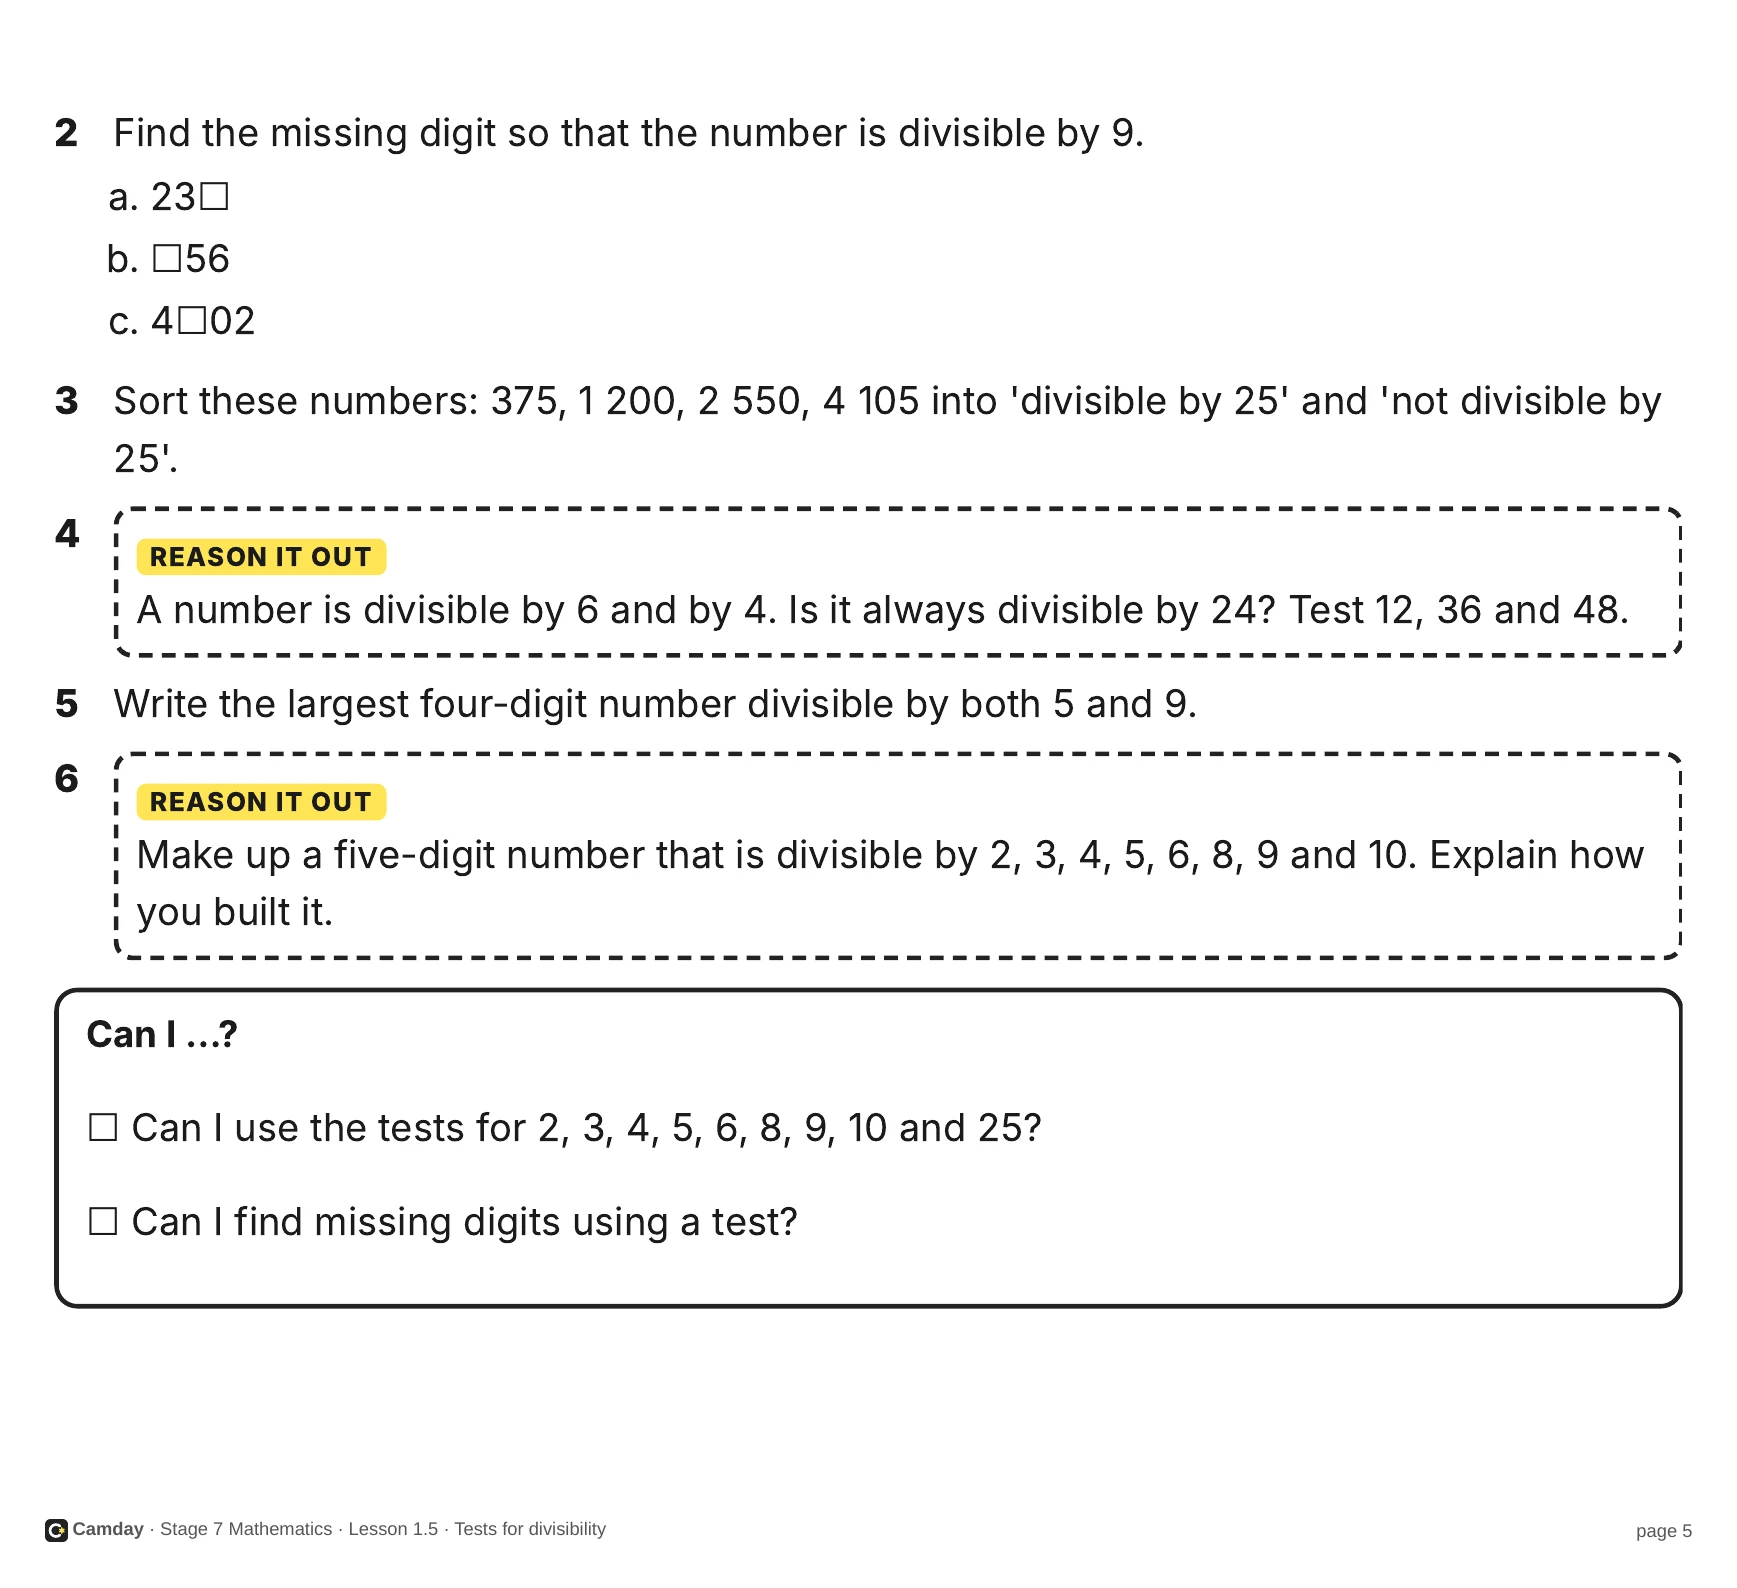 2 Find the missing digit so that the number is divisible by 9.
a. 23☐
b. ☐56
c. 4☐02
3 Sort these numbers: 375, 1 200, 2 550, 4 105 into 'divisible by 25' and 'not divisible by
25'.
4
REASON IT OUT
A number is divisible by 6 and by 4. Is it always divisible by 24? Test 12, 36 and 48.
5 Write the largest four-digit number divisible by both 5 and 9.
6
REASON IT OUT
Make up a five-digit number that is divisible by 2, 3, 4, 5, 6, 8, 9 and 10. Explain how
you built it.
Can I ...?
☐ Can I use the tests for 2, 3, 4, 5, 6, 8, 9, 10 and 25?
☐ Can I find missing digits using a test?
Camday · Stage 7 Mathematics · Lesson 1.5 · Tests for divisibility page 5